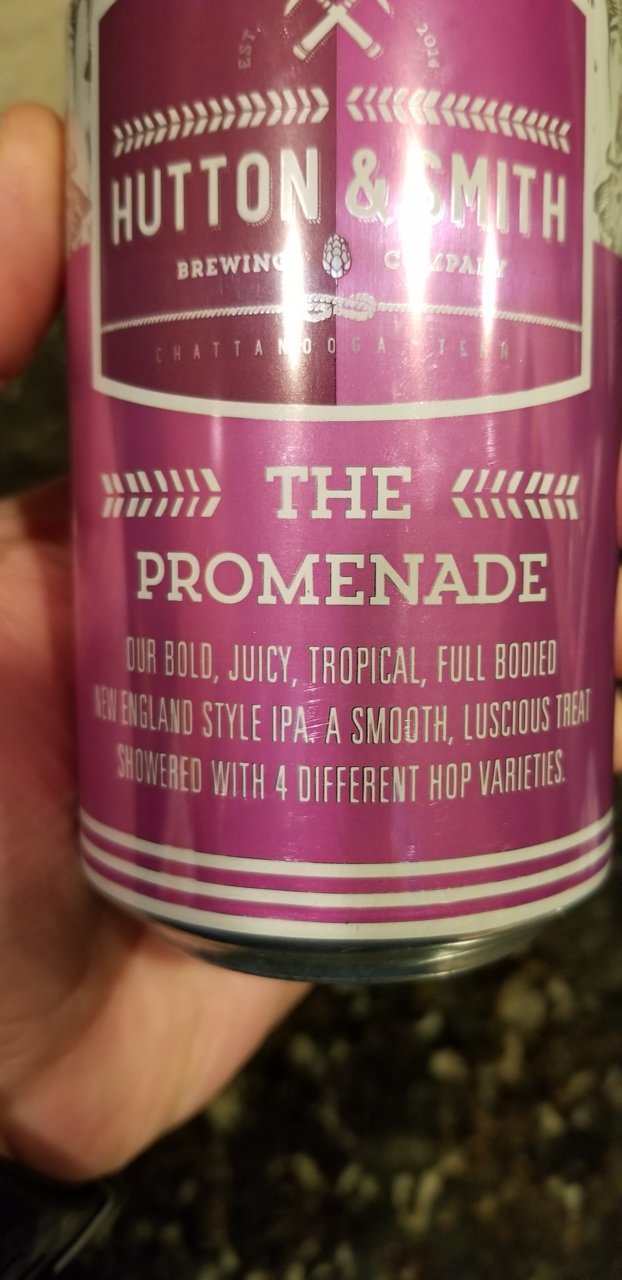 EST 2014
HUTTON & SMITH
BREWING COMPANY
CHATTANOOGA TENN
THE
PROMENADE
OUR BOLD, JUICY, TROPICAL, FULL BODIED
NEW ENGLAND STYLE IPA. A SMOOTH, LUSCIOUS TREAT
SHOWERED WITH 4 DIFFERENT HOP VARIETIES.